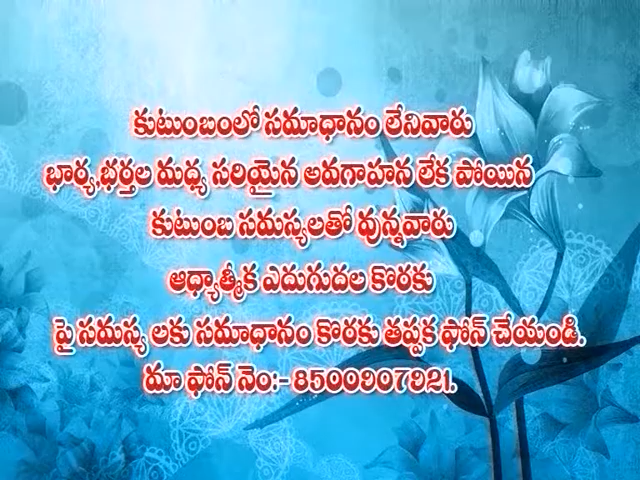 కుటుంబంలో సమాధానం లేనివారు
భార్య,భర్తల మధ్య సరియైన అవగాహన లేక పోయిన
కుటుంబ సమస్యలతో వున్నవారు
ఆధ్యాత్మీక ఎదుగుదల కొరకు
పై సమస్య లకు సమాధానం కొరకు తప్పక ఫోన్ చేయండి.
మా ఫోన్ నెం:- 8500907921.